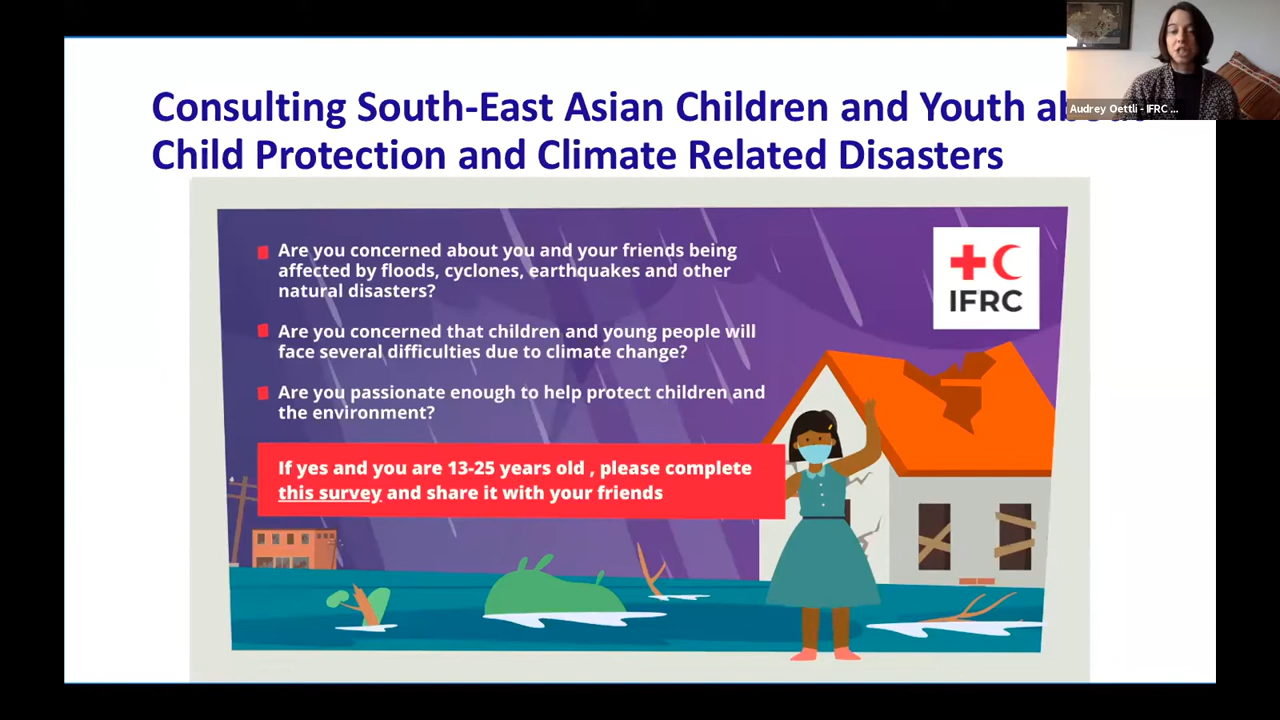 Consulting South-East Asian Children and Youth
Child Protection and Climate Related Disasters
Audrey Oettli - IFRC ...
Are you concerned about you and your friends being
affected by floods, cyclones, earthquakes and other
natural disasters?
IFRC
Are you concerned that children and young people will
face several difficulties due to climate change?
Are you passionate enough to help protect children and
the environment?
If yes and you are 13-25 years old , please complete
this survey and share it with your friends